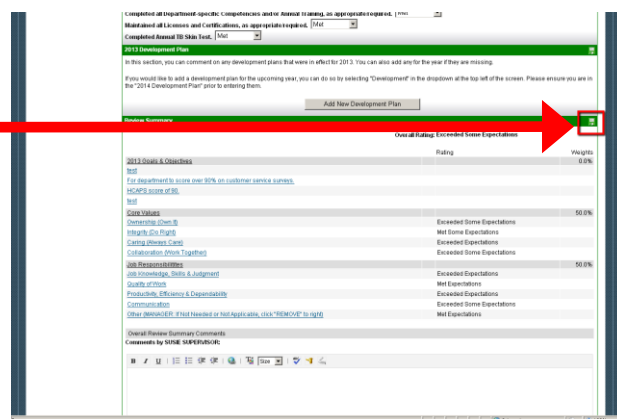 Completed all Department-specific Competencies and/or Annual Training, as appropriate/required. Met
Maintained all Licenses and Certifications, as appropriate/required. Met
Completed Annual TB Skin Test. Met
2013 Development Plan
In this section, you can comment on any development plans that were in effect for 2013. You can also add any for the year if they are missing.
If you would like to add a development plan for the upcoming year, you can do so by selecting "Development" in the dropdown at the top left of the screen. Please ensure you are in
the "2014 Development Plan" prior to entering them.
Add New Development Plan
Review Summary
Overall Rating: Exceeded Some Expectations
Rating Weights
2013 Goals & Objectives 0.0%
test
For department to score over 90% on customer service surveys.
HCAPS score of 90.
test
Core Values 50.0%
Ownership (Own It) Exceeded Some Expectations
Integrity (Do Right) Met Some Expectations
Caring (Always Care) Exceeded Expectations
Collaboration (Work Together) Exceeded Some Expectations
Job Responsibilities 50.0%
Job Knowledge, Skills & Judgment Exceeded Expectations
Quality of Work Met Expectations
Productivity, Efficiency & Dependability Exceeded Expectations
Communication Exceeded Some Expectations
Other (MANAGER: If Not Needed or Not Applicable, click "REMOVE" to right) Met Expectations
Overall Review Summary Comments
Comments by SUSIE SUPERVISOR:
B I U Size